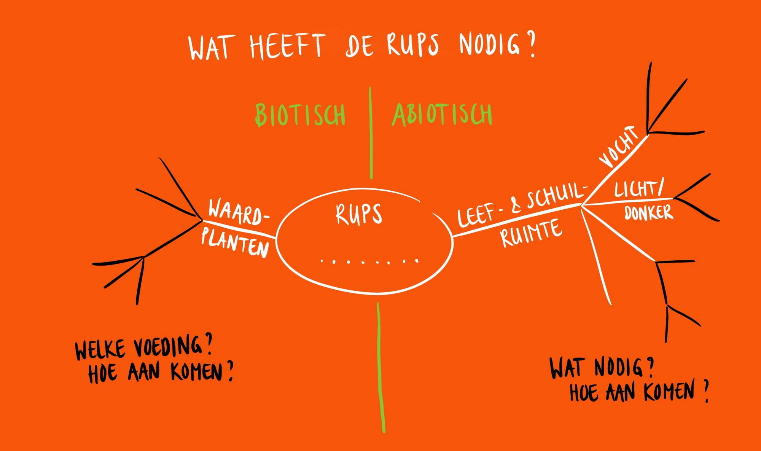 WAT HEEFT DE RUPS NODIG?
BIOTISCH
ABIOTISCH
WAARD-
PLANTEN
RUPS
........
LEEF- & SCHUIL-
RUIMTE
VOCHT
LICHT/
DONKER
WELKE VOEDING?
HOE AAN KOMEN?
WAT NODIG?
HOE AAN KOMEN?